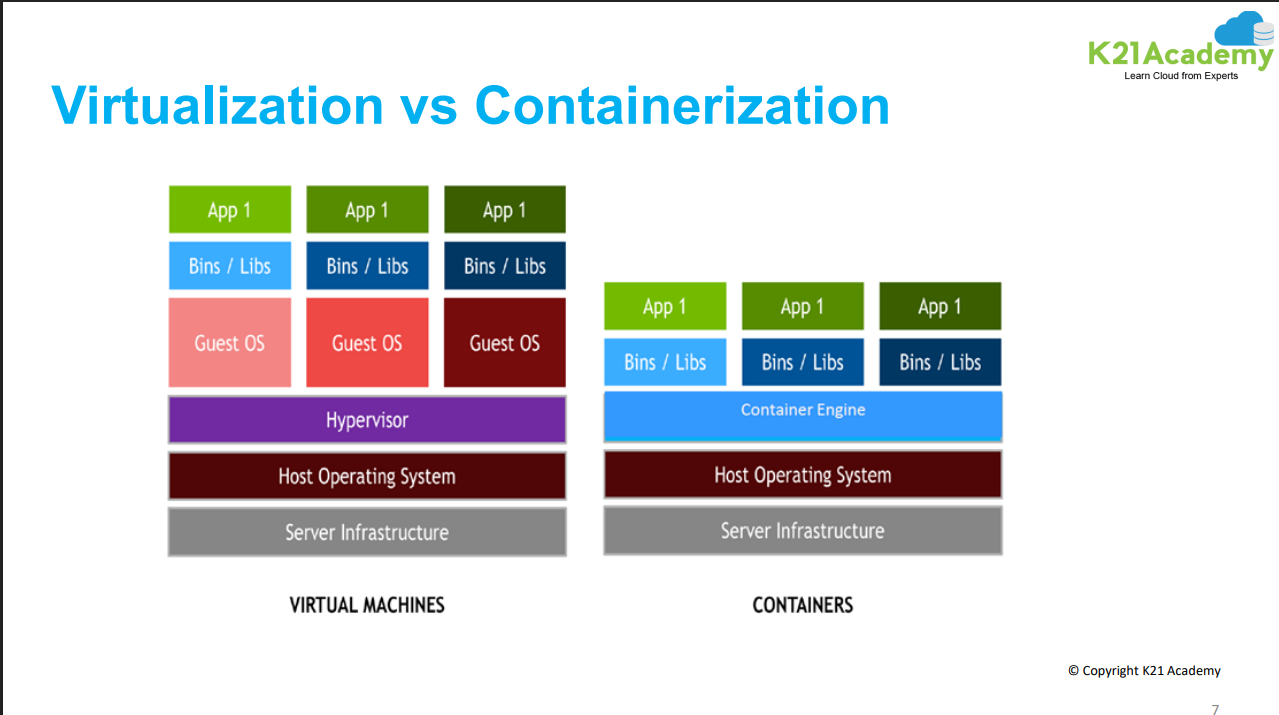 K21Academy
Learn Cloud from Experts
Virtualization vs Containerization
App 1 App 1 App 1
Bins / Libs Bins / Libs Bins / Libs
Guest OS Guest OS Guest OS
Hypervisor
Host Operating System
Server Infrastructure
VIRTUAL MACHINES
App 1 App 1 App 1
Bins / Libs Bins / Libs Bins / Libs
Container Engine
Host Operating System
Server Infrastructure
CONTAINERS
© Copyright K21 Academy
7